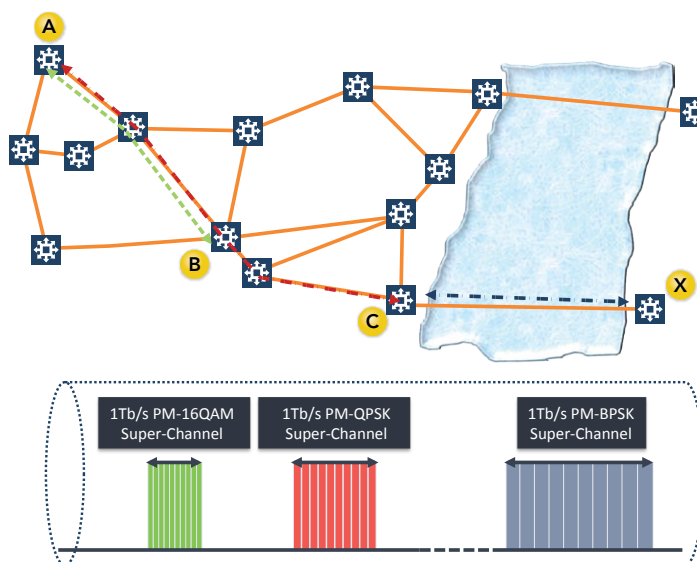 A
B
C
X
1Tb/s PM-16QAM
Super-Channel
1Tb/s PM-QPSK
Super-Channel
1Tb/s PM-BPSK
Super-Channel